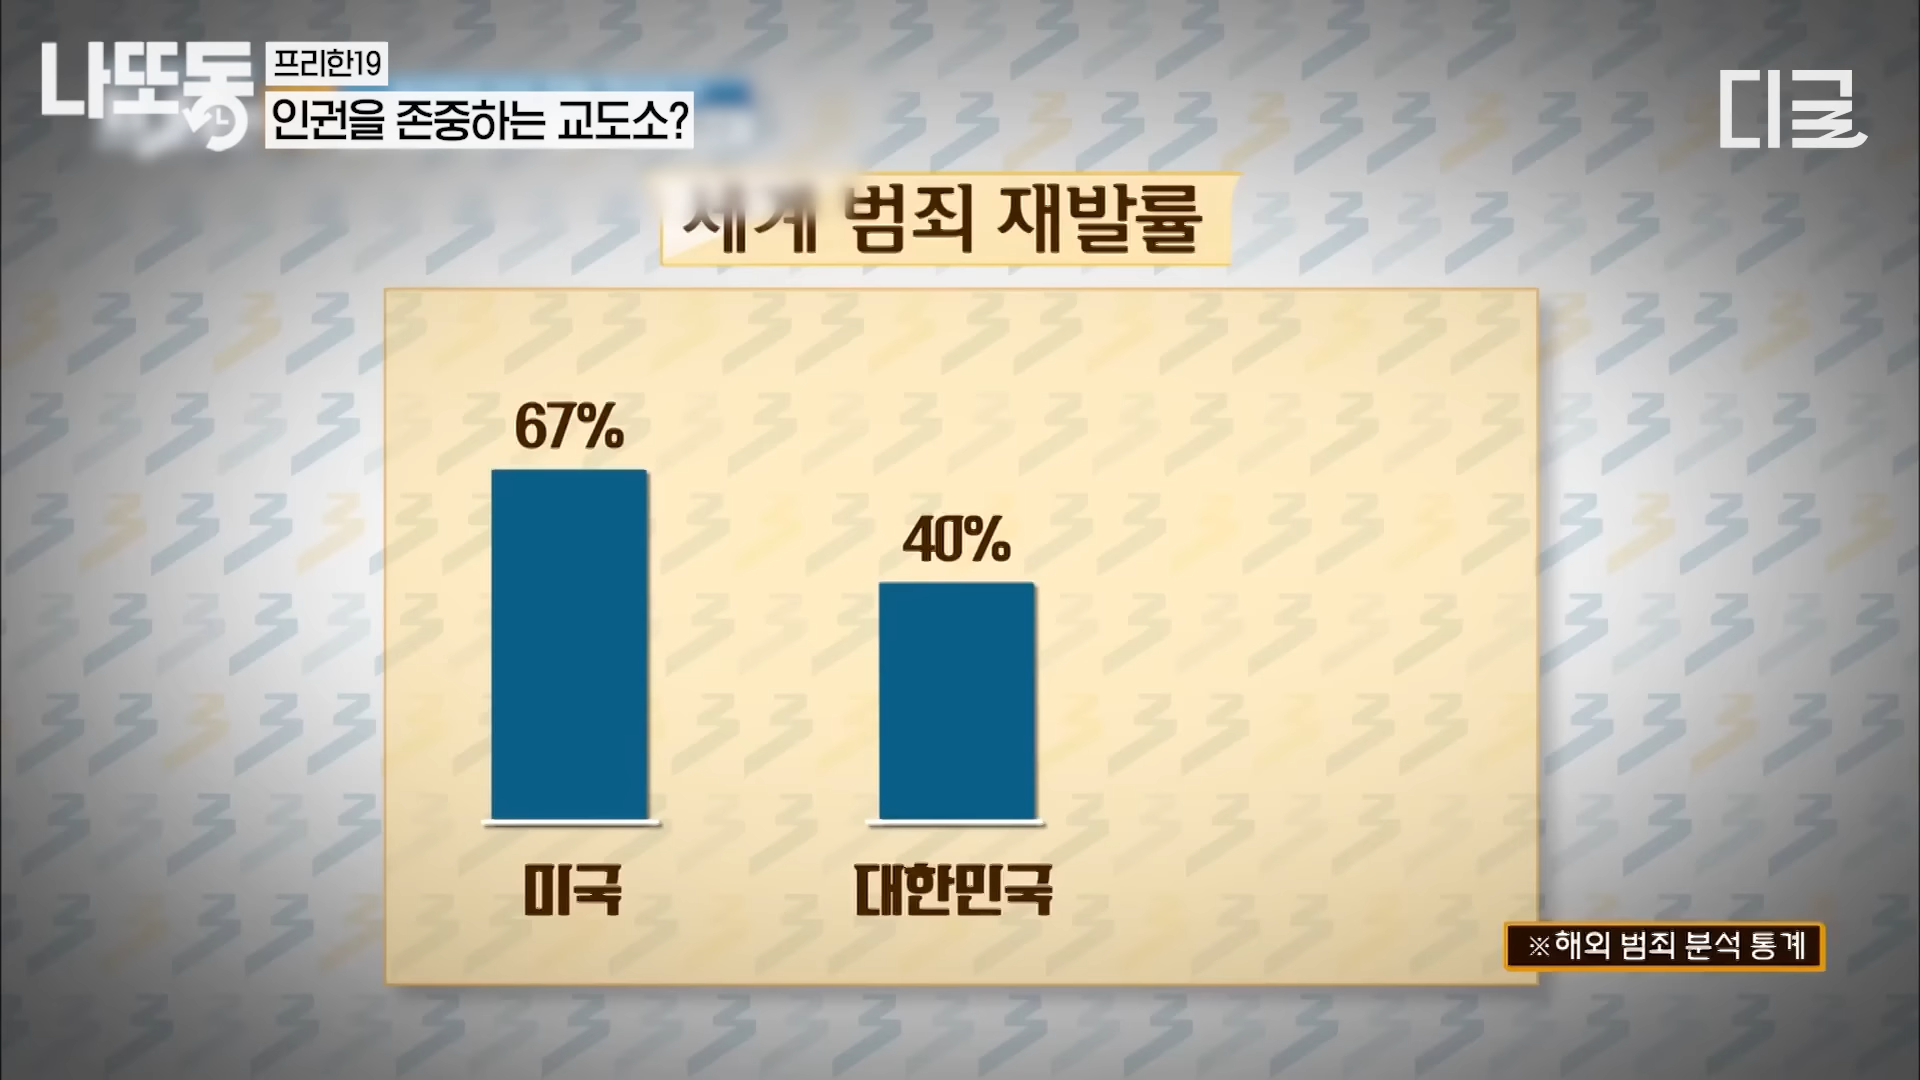 나또동
프리한19
인권을 존중하는 교도소?
디글
세계 범죄 재발률
67%
40%
미국
대한민국
※해외 범죄 분석 통계